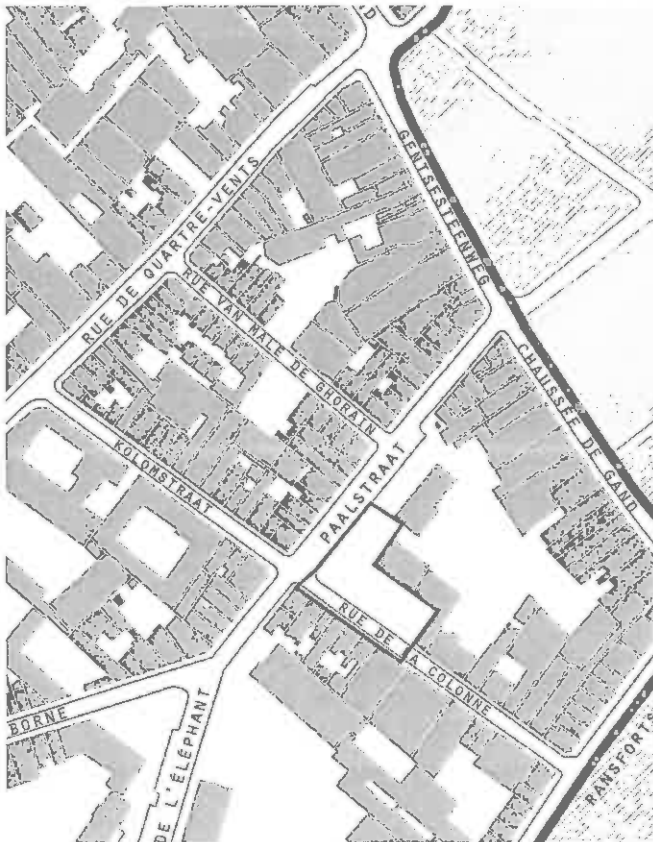 D
GENTSESTEENWEG
RUE DE QUARTRE-VENTS
RUE VAN MALE DE GHORAIN
CHAUSSÉE DE GAND
KOLOMSTRAAT
PAALSTRAAT
RUE DE LA COLONNE
BORNE
DE L'ÉLÉPHANT
RANSFORTS